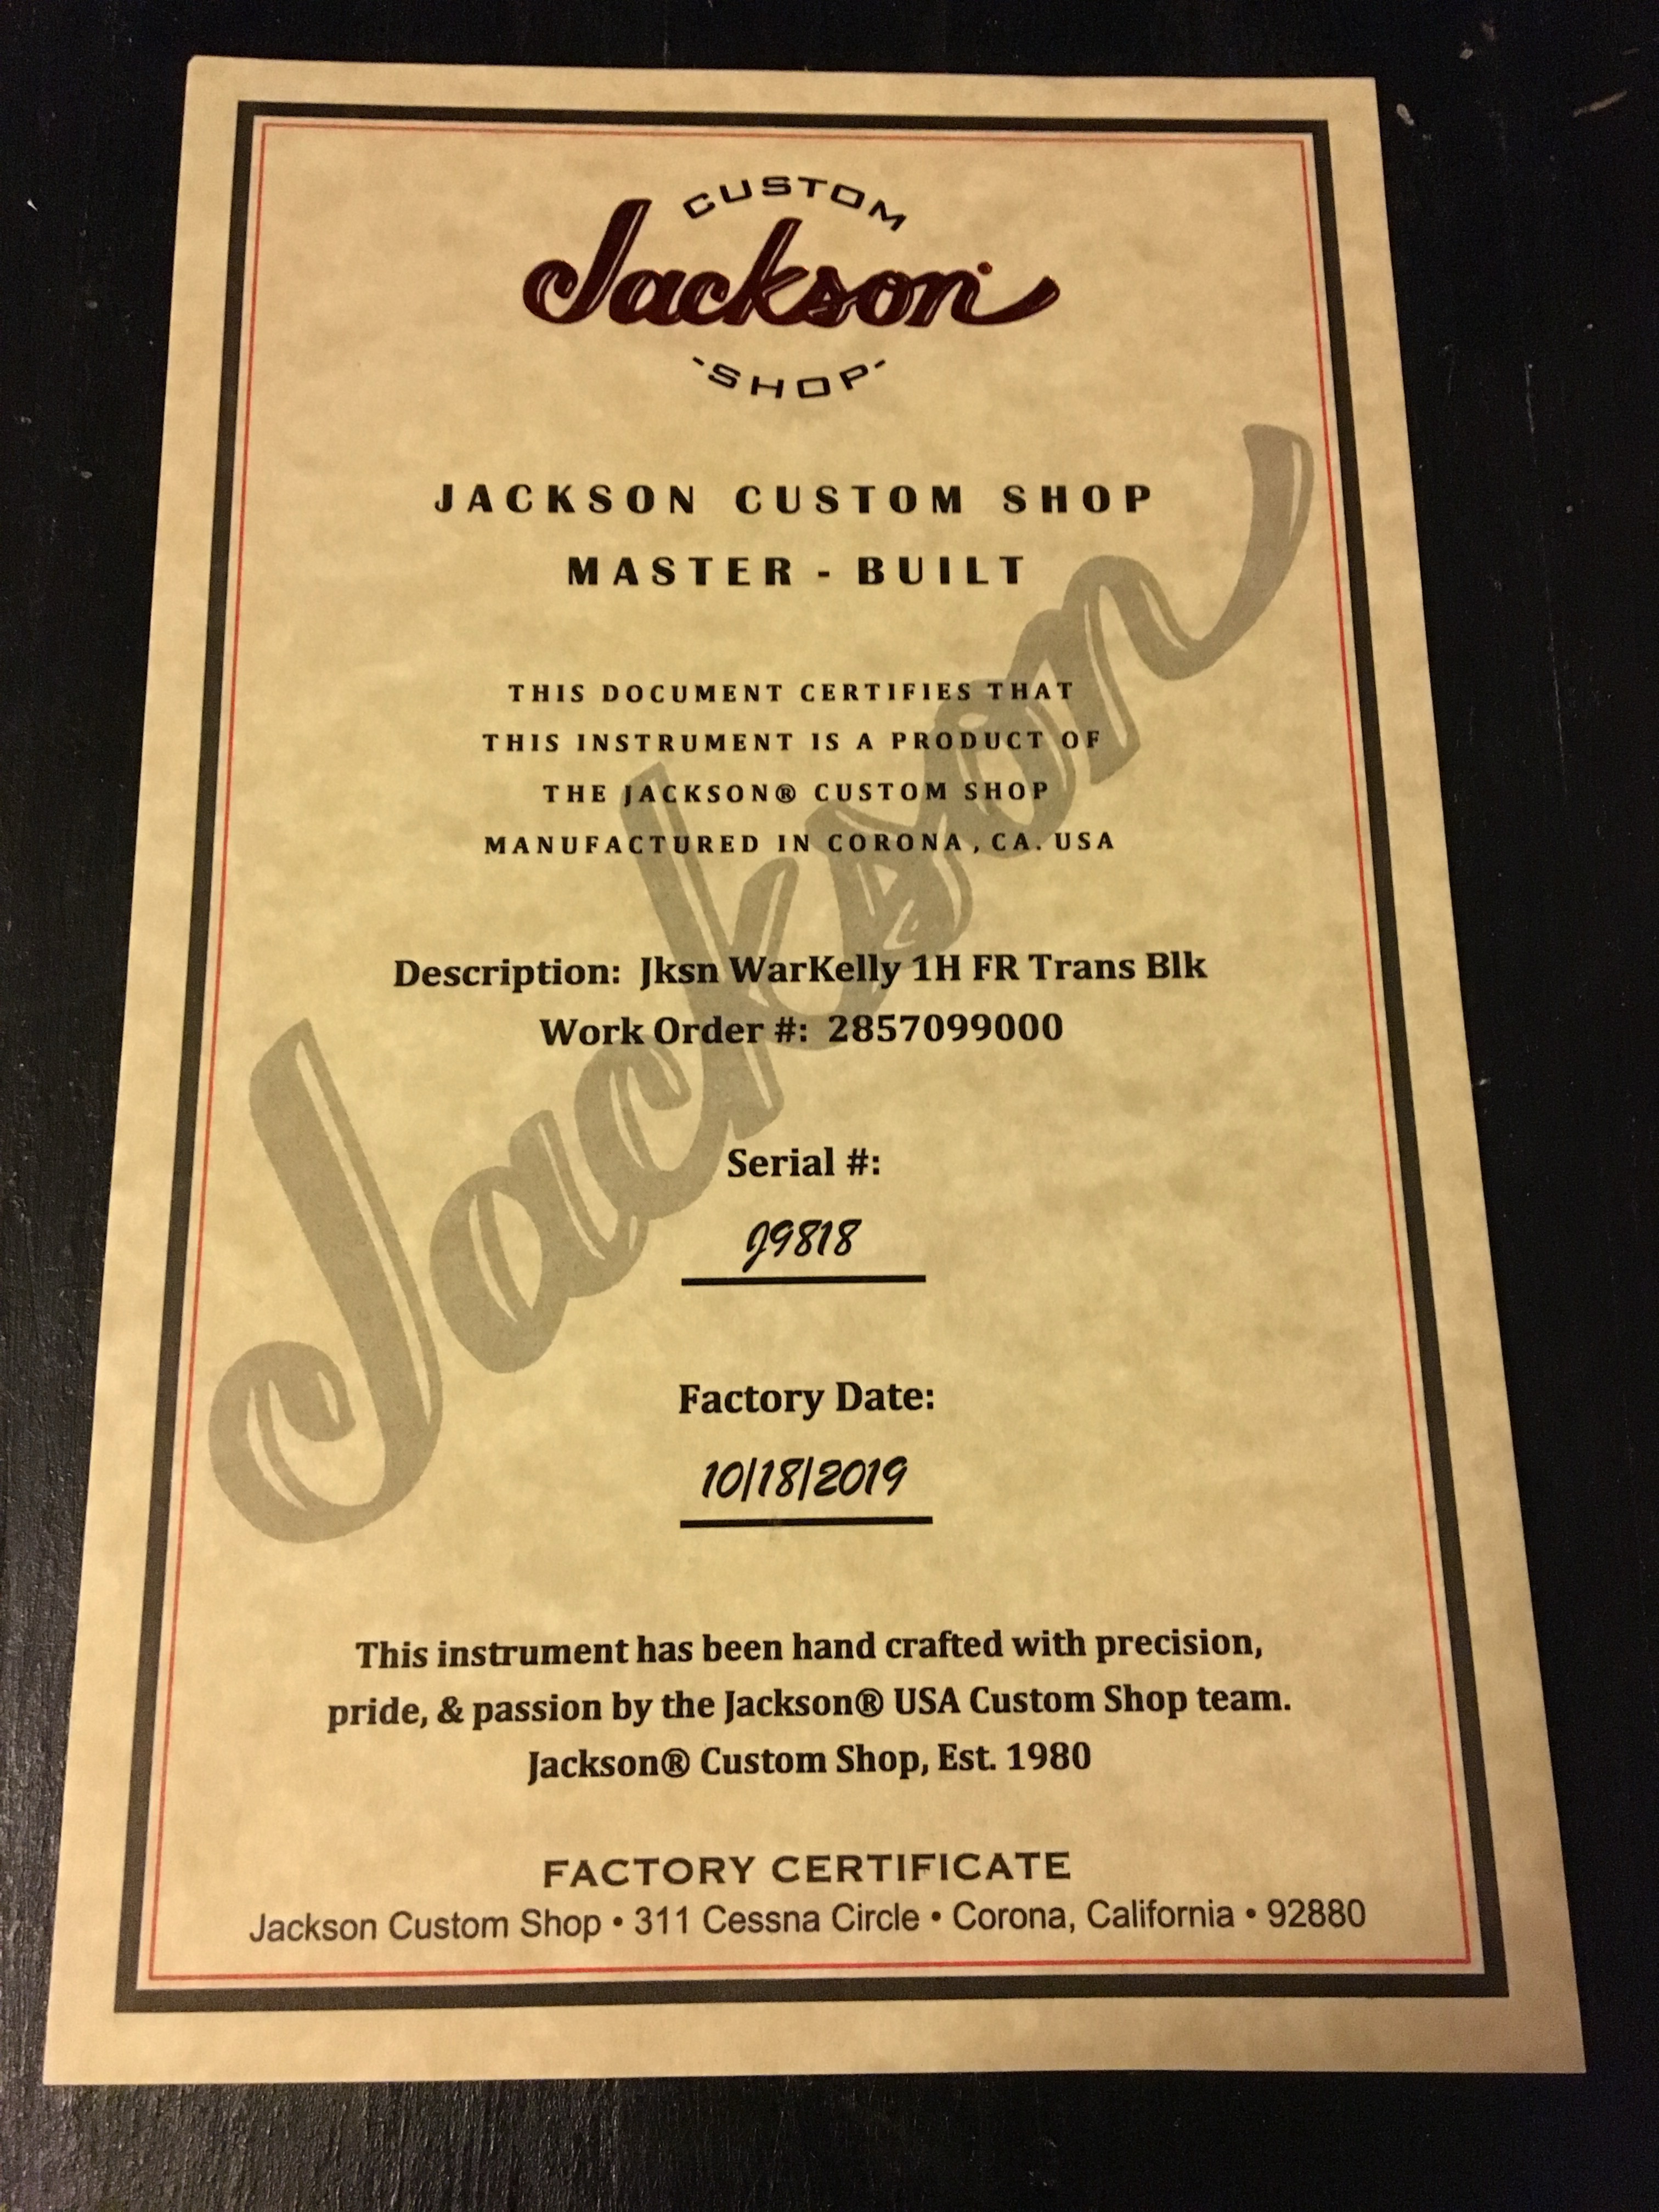 CUSTOM
Jackson
-SHOP-
JACKSON CUSTOM SHOP
MASTER - BUILT
THIS DOCUMENT CERTIFIES THAT
THIS INSTRUMENT IS A PRODUCT OF
THE JACKSON® CUSTOM SHOP
MANUFACTURED IN CORONA, CA. USA
Jackson
Description: Jksn WarKelly 1H FR Trans Blk
Work Order #: 2857099000
Serial #:
J9818
Factory Date:
10/18/2019
This instrument has been hand crafted with precision,
pride, & passion by the Jackson® USA Custom Shop team.
Jackson® Custom Shop, Est. 1980
FACTORY CERTIFICATE
Jackson Custom Shop • 311 Cessna Circle • Corona, California • 92880